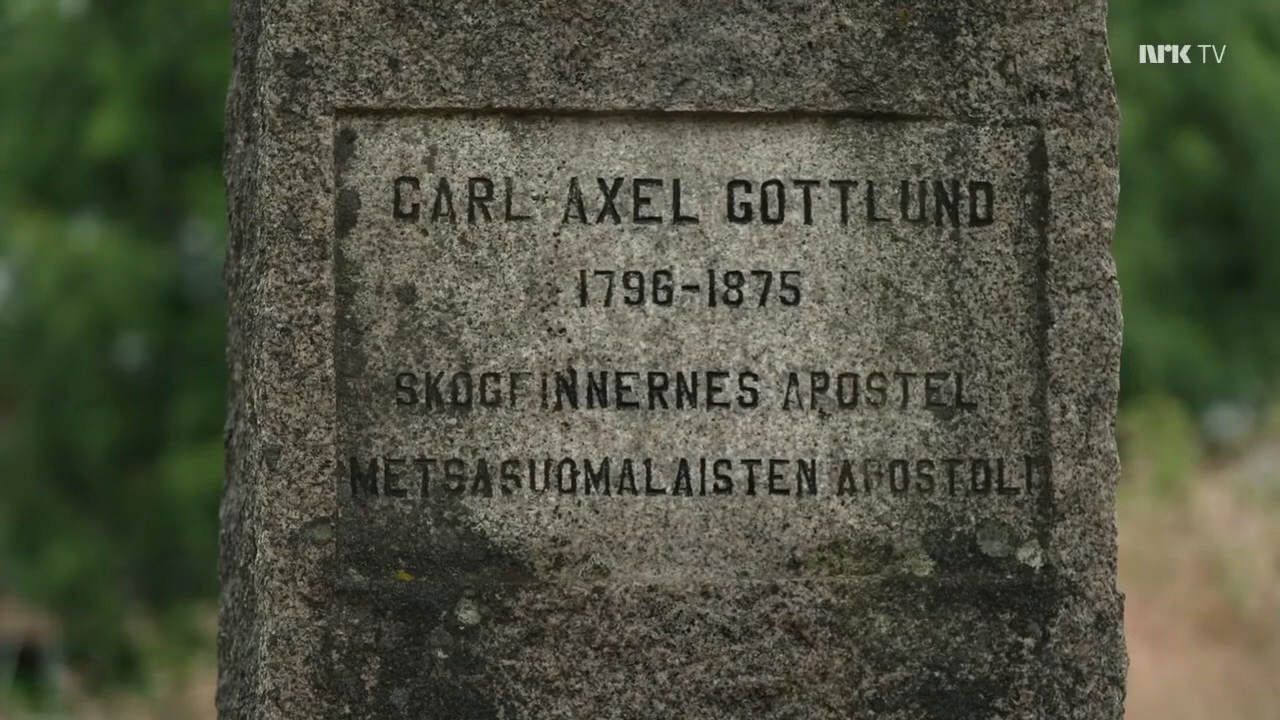 nrk TV
CARL AXEL GOTTLUND
1796-1875
SKOGFINNERNES APOSTEL
METSASUOMALAISTEN APOSTOLI